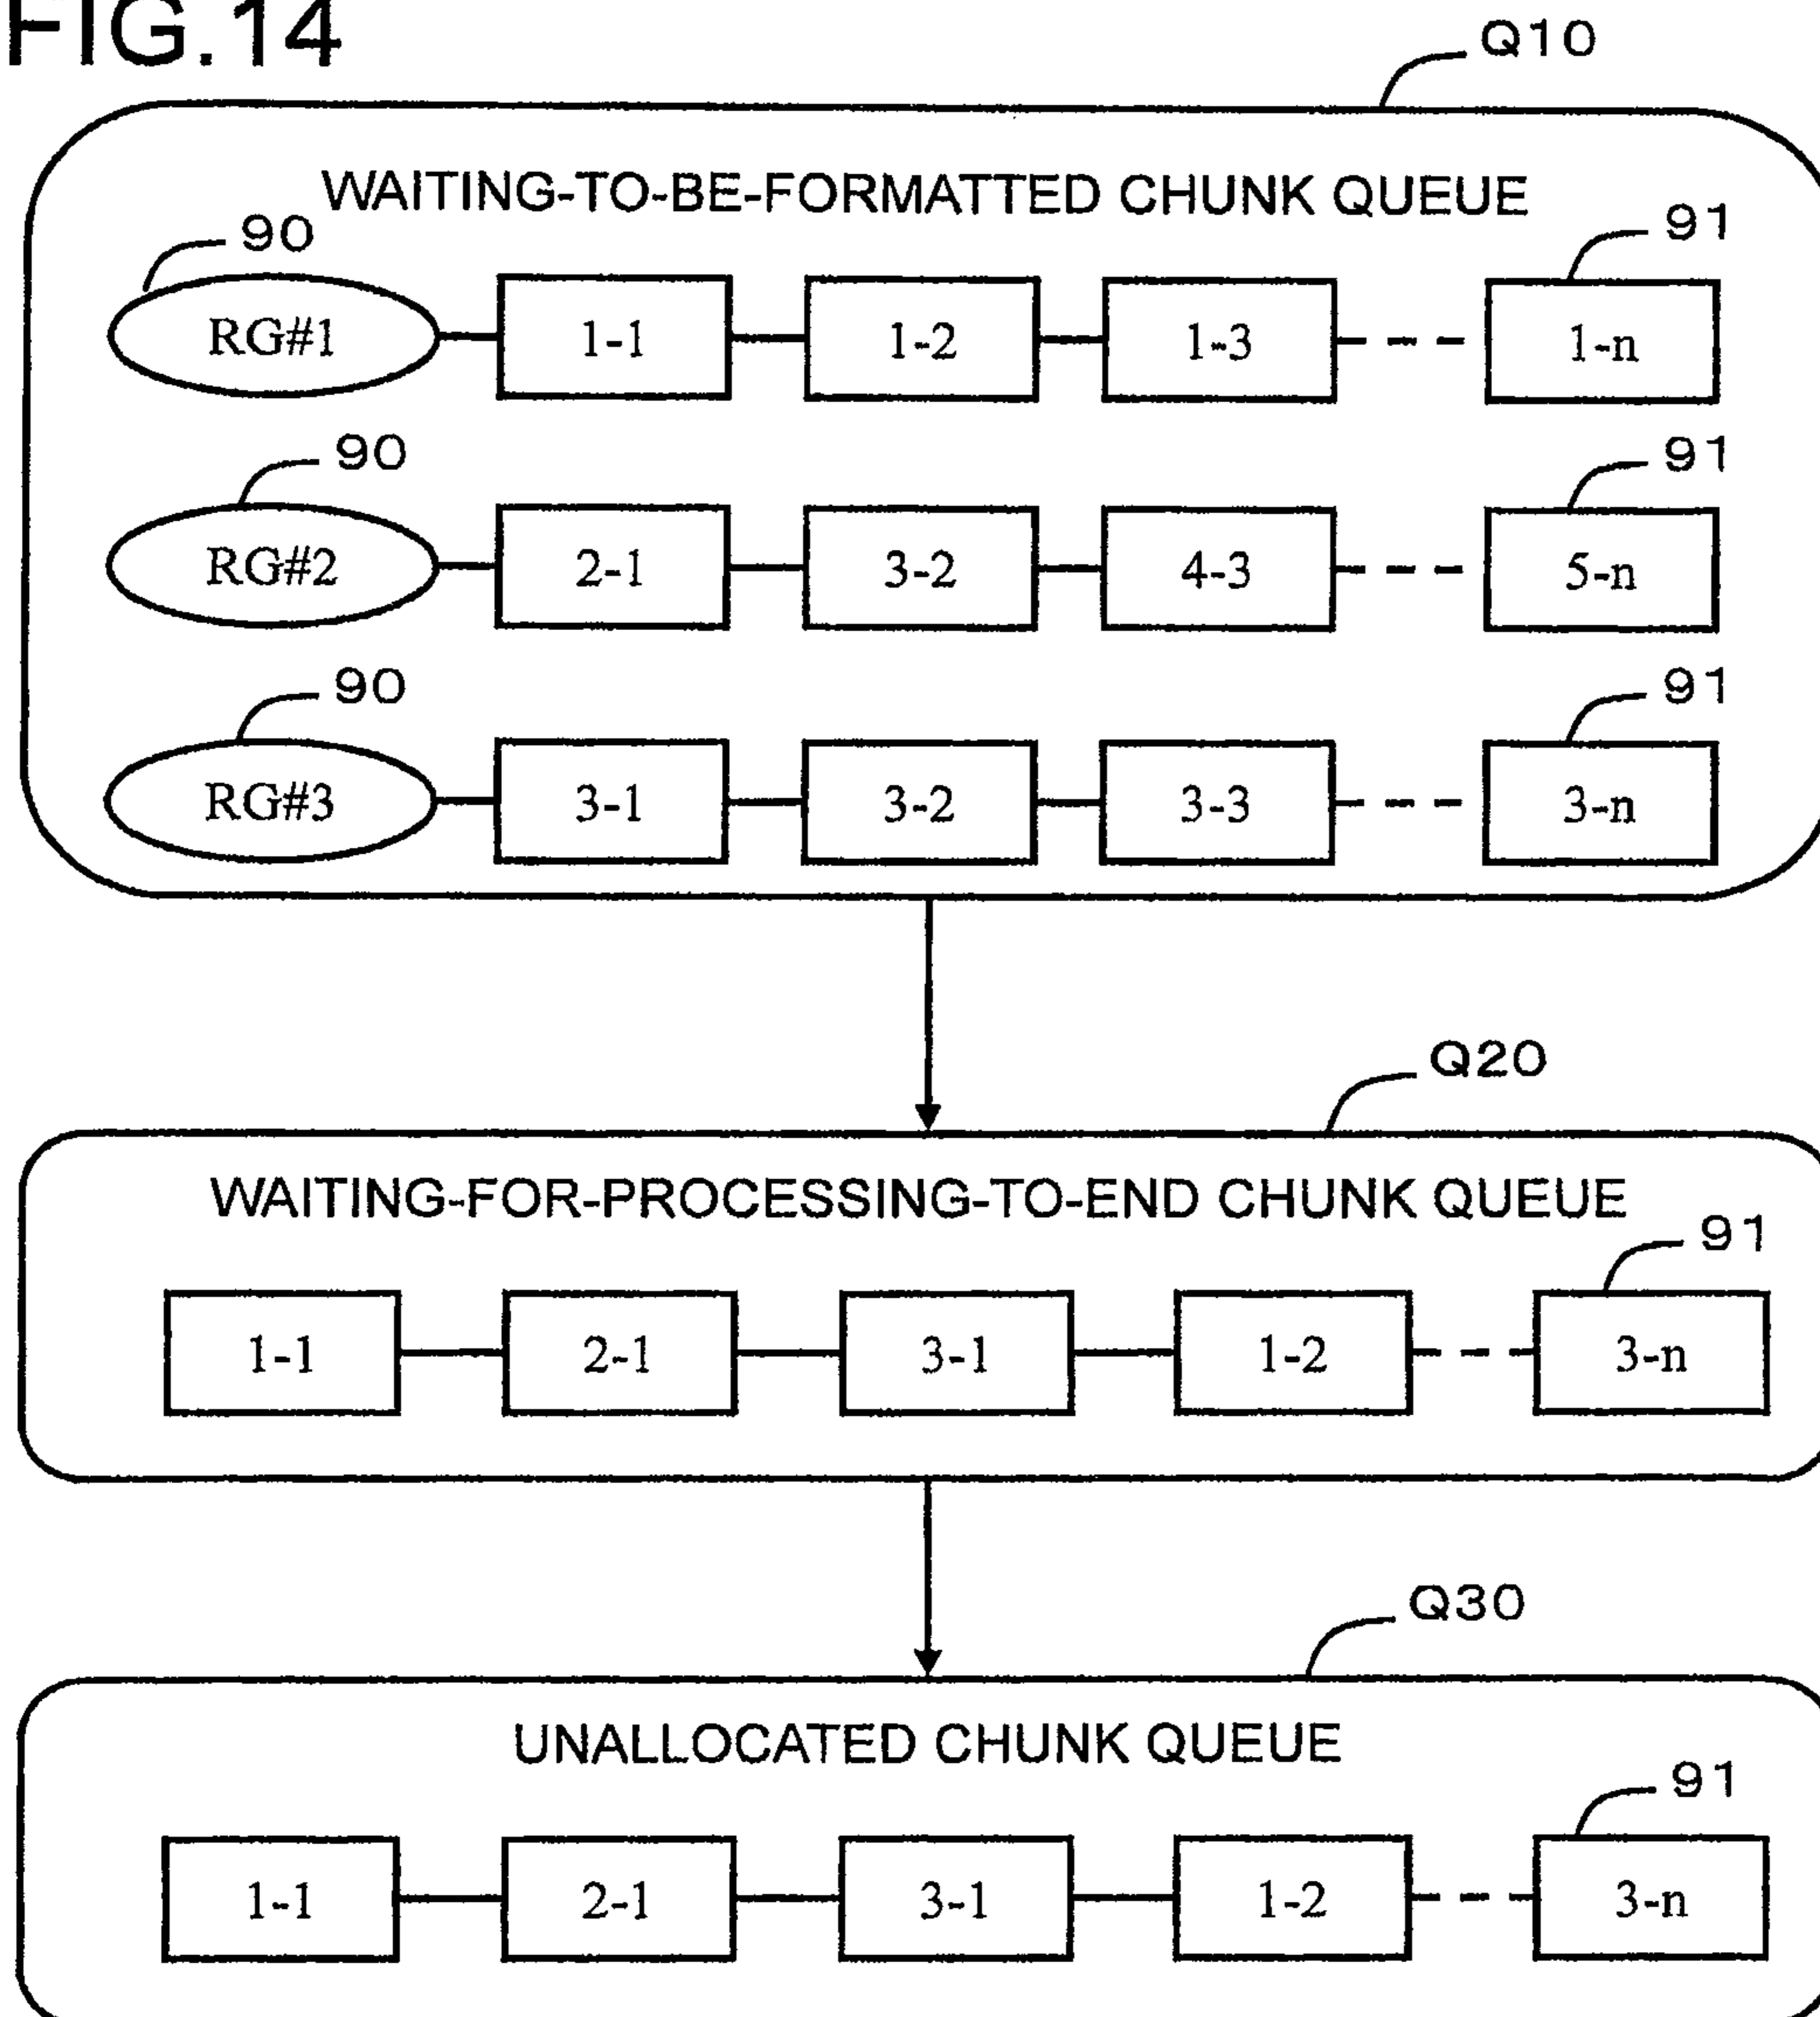 FIG.14
Q10
WAITING-TO-BE-FORMATTED CHUNK QUEUE
90 91
RG#1 1-1 1-2 1-3 1-n
90 91
RG#2 2-1 3-2 4-3 5-n
90 91
RG#3 3-1 3-2 3-3 3-n
Q20
WAITING-FOR-PROCESSING-TO-END CHUNK QUEUE
91
1-1 2-1 3-1 1-2 3-n
Q30
UNALLOCATED CHUNK QUEUE
91
1-1 2-1 3-1 1-2 3-n